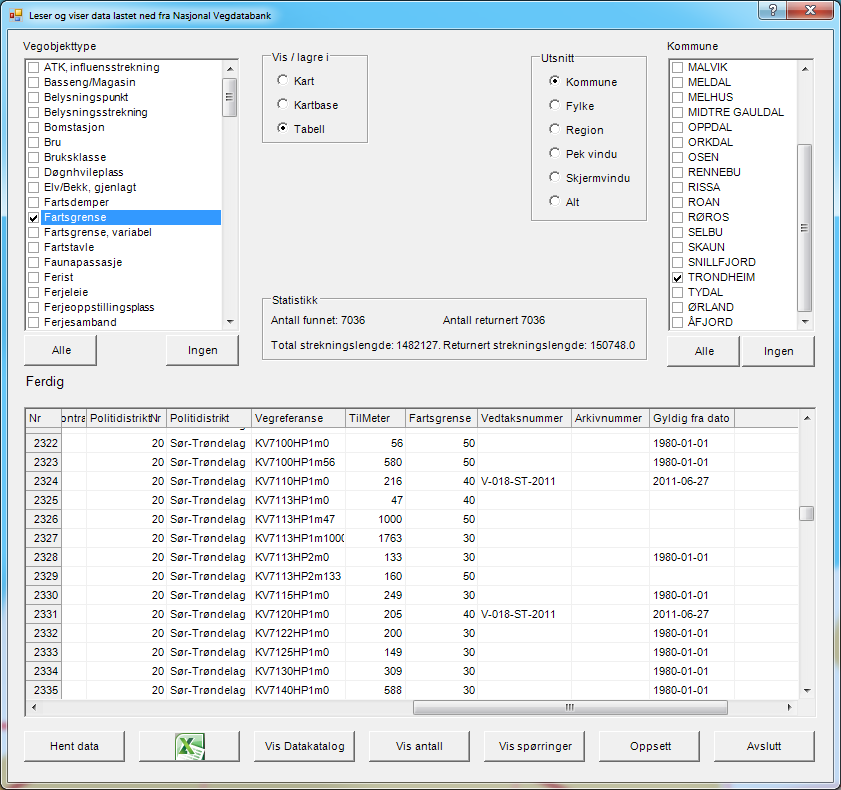 Leser og viser data lastet ned fra Nasjonal Vegdatabank
?
Vegobjekttype
ATK, influensstrekning
Basseng/Magasin
Belysningspunkt
Belysningsstrekning
Bomstasjon
Bru
Bruksklasse
Døgnhvileplass
Elv/Bekk, gjenlagt
Fartsdemper
Fartsgrense
Fartsgrense, variabel
Fartstavle
Faunapassasje
Ferist
Ferjeleie
Ferjeoppstillingsplass
Ferjesamband
Alle
Ingen
Vis / lagre i
Kart
Kartbase
Tabell
Utsnitt
Kommune
Fylke
Region
Pek vindu
Skjermvindu
Alt
Kommune
MALVIK
MELDAL
MELHUS
MIDTRE GAULDAL
OPPDAL
ORKDAL
OSEN
RENNEBU
RISSA
ROAN
RØROS
SELBU
SKAUN
SNILLFJORD
TRONDHEIM
TYDAL
ØRLAND
ÅFJORD
Alle
Ingen
Statistikk
Antall funnet: 7036 Antall returnert 7036
Total strekningslengde: 1482127. Returnert strekningslengde: 150748.0
Ferdig
Nr ontra PolitidistriktNr Politidistrikt Vegreferanse TilMeter Fartsgrense Vedtaksnummer Arkivnummer Gyldig fra dato
2322 20 Sør-Trøndelag KV7100HP1m0 56 50 1980-01-01
2323 20 Sør-Trøndelag KV7100HP1m56 580 50 1980-01-01
2324 20 Sør-Trøndelag KV7110HP1m0 216 40 V-018-ST-2011 2011-06-27
2325 20 Sør-Trøndelag KV7113HP1m0 47 40
2326 20 Sør-Trøndelag KV7113HP1m47 1000 50
2327 20 Sør-Trøndelag KV7113HP1m1000 1763 30
2328 20 Sør-Trøndelag KV7113HP2m0 133 30 1980-01-01
2329 20 Sør-Trøndelag KV7113HP2m133 160 50
2330 20 Sør-Trøndelag KV7115HP1m0 249 30 1980-01-01
2331 20 Sør-Trøndelag KV7120HP1m0 205 40 V-018-ST-2011 2011-06-27
2332 20 Sør-Trøndelag KV7122HP1m0 200 30 1980-01-01
2333 20 Sør-Trøndelag KV7125HP1m0 149 30 1980-01-01
2334 20 Sør-Trøndelag KV7130HP1m0 309 30 1980-01-01
2335 20 Sør-Trøndelag KV7140HP1m0 588 30 1980-01-01
Hent data
Vis Datakatalog
Vis antall
Vis spørringer
Oppsett
Avslutt